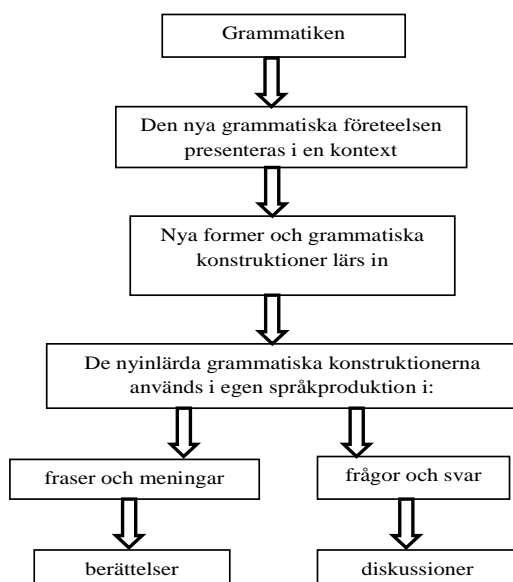 Grammatiken
Den nya grammatiska företeelsen
presenteras i en kontext
Nya former och grammatiska
konstruktioner lärs in
De nyinlärda grammatiska konstruktionerna
används i egen språkproduktion i:
fraser och meningar
frågor och svar
berättelser
diskussioner